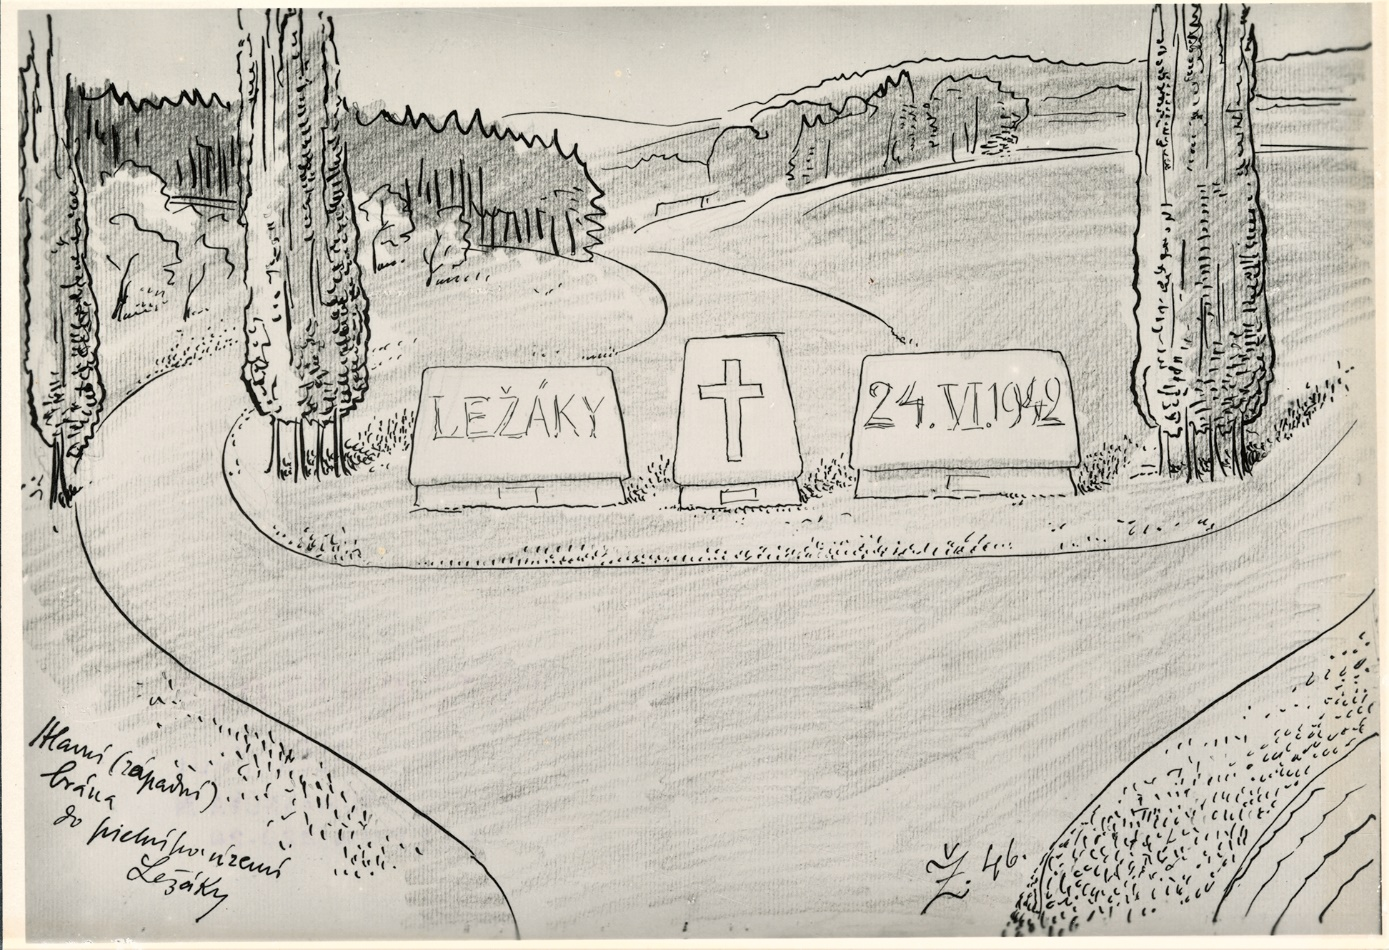 LEŽÁKY
24.VI.1942
Hlavní (západní)
brána
do pietního území
Ležáky
Ž. 46.